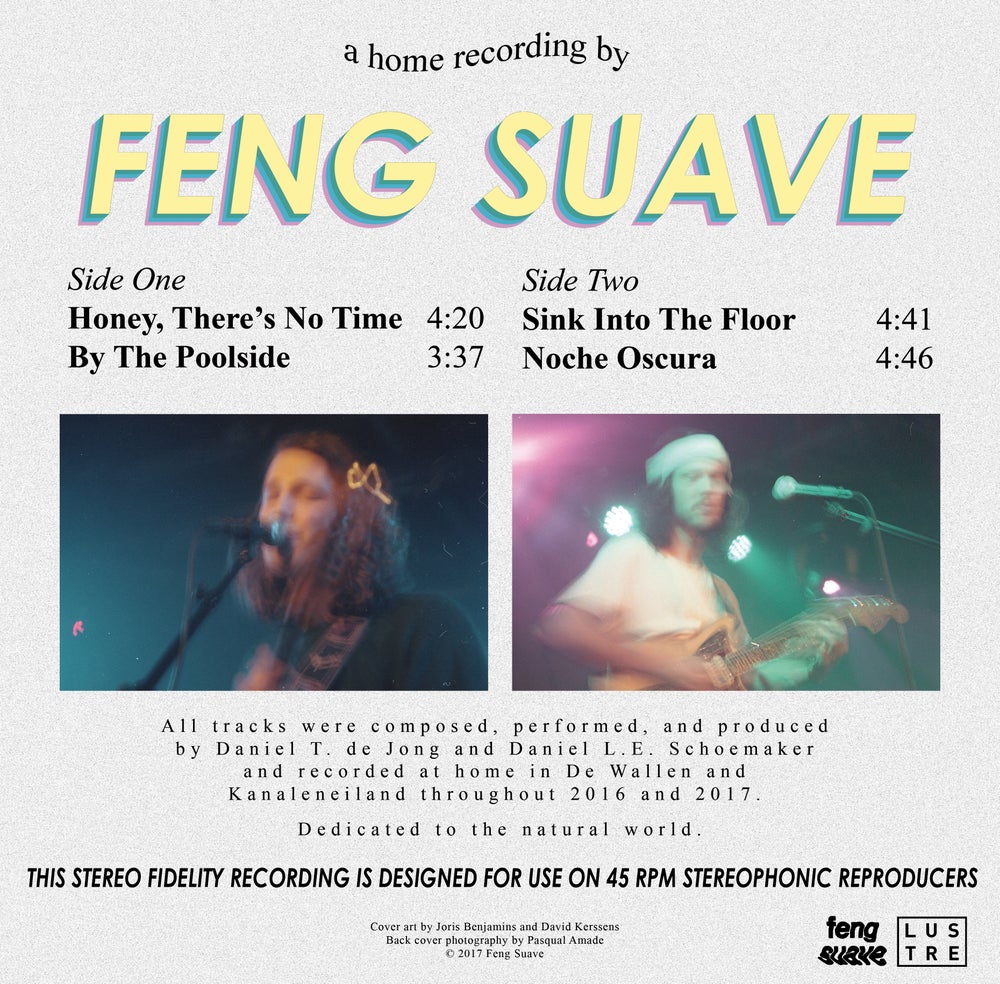 a home recording by
FENG SUAVE
Side One
Honey, There’s No Time 4:20
By The Poolside 3:37
Side Two
Sink Into The Floor 4:41
Noche Oscura 4:46
All tracks were composed, performed, and produced
by Daniel T. de Jong and Daniel L.E. Schoemaker
and recorded at home in De Wallen and
Kanaleneiland throughout 2016 and 2017.
Dedicated to the natural world.
THIS STEREO FIDELITY RECORDING IS DESIGNED FOR USE ON 45 RPM STEREOPHONIC REPRODUCERS
Cover art by Joris Benjamins and David Kerssens
Back cover photography by Pasqual Amade
© 2017 Feng Suave
feng
suave
LUS
TRE